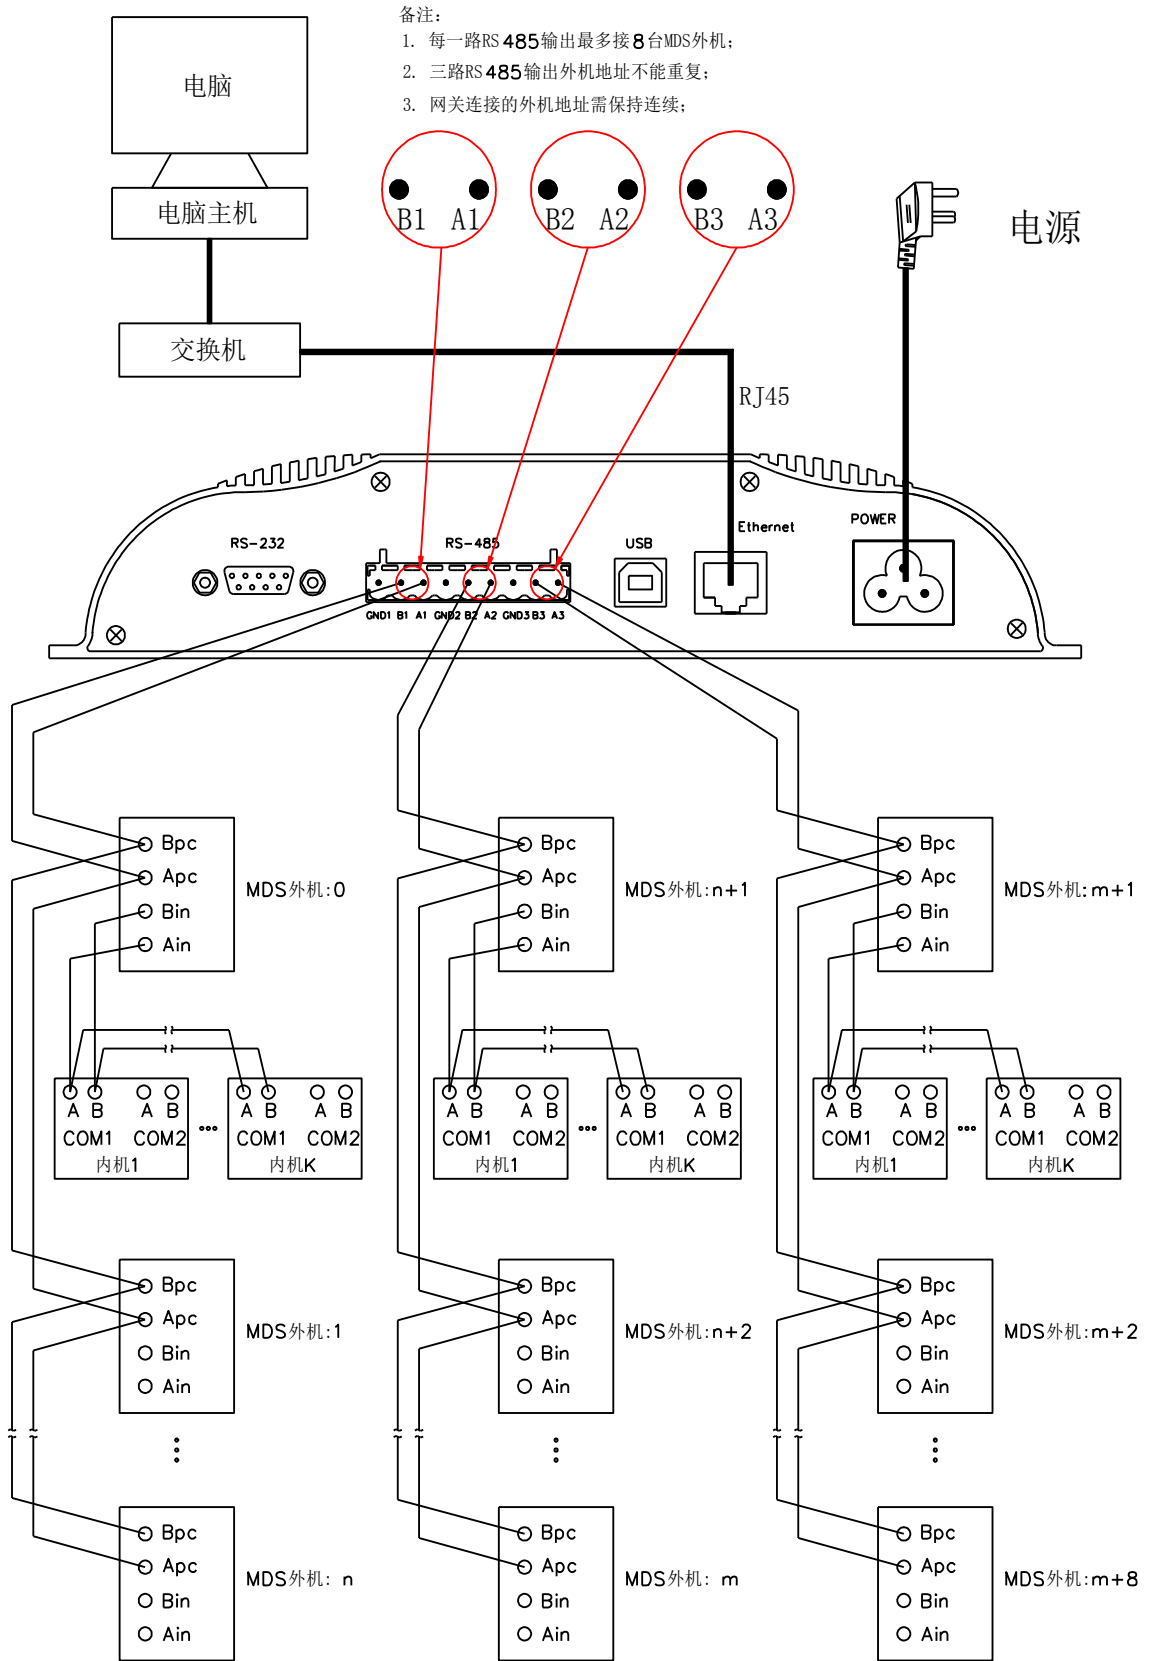 备注：
1. 每一路RS 485输出最多接8台MDS外机；
2. 三路RS 485输出外机地址不能重复；
3. 网关连接的外机地址需保持连续；
电脑
电脑主机
交换机
B1 A1
B2 A2
B3 A3
电源
RJ45
RS-232
RS-485
USB
Ethernet
POWER
GND1 B1 A1 GND2 B2 A2 GND3 B3 A3
Bpc
Apc
Bin
Ain
MDS外机:0
Bpc
Apc
Bin
Ain
MDS外机:n+1
Bpc
Apc
Bin
Ain
MDS外机:m+1
A B A B
COM1 COM2
内机1
...
A B A B
COM1 COM2
内机K
A B A B
COM1 COM2
内机1
...
A B A B
COM1 COM2
内机K
A B A B
COM1 COM2
内机1
...
A B A B
COM1 COM2
内机K
Bpc
Apc
Bin
Ain
MDS外机:1
Bpc
Apc
Bin
Ain
MDS外机:n+2
Bpc
Apc
Bin
Ain
MDS外机:m+2
Bpc
Apc
Bin
Ain
MDS外机: n
Bpc
Apc
Bin
Ain
MDS外机: m
Bpc
Apc
Bin
Ain
MDS外机:m+8